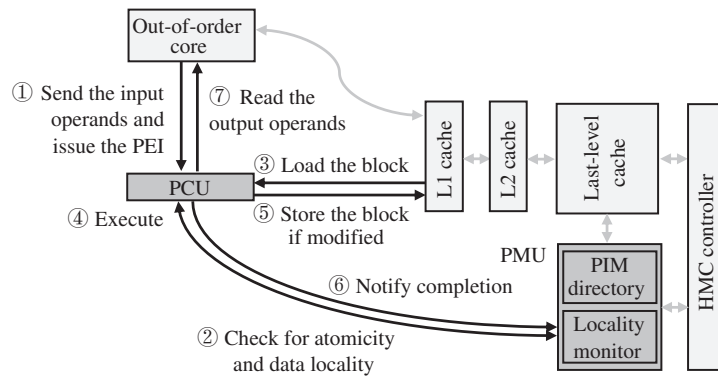 Out-of-order
core
① Send the input
operands and
issue the PEI
⑦ Read the
output operands
③ Load the block
PCU
④ Execute
⑤ Store the block
if modified
L1 cache
L2 cache
Last-level
cache
HMC controller
PMU
PIM
directory
Locality
monitor
⑥ Notify completion
② Check for atomicity
and data locality